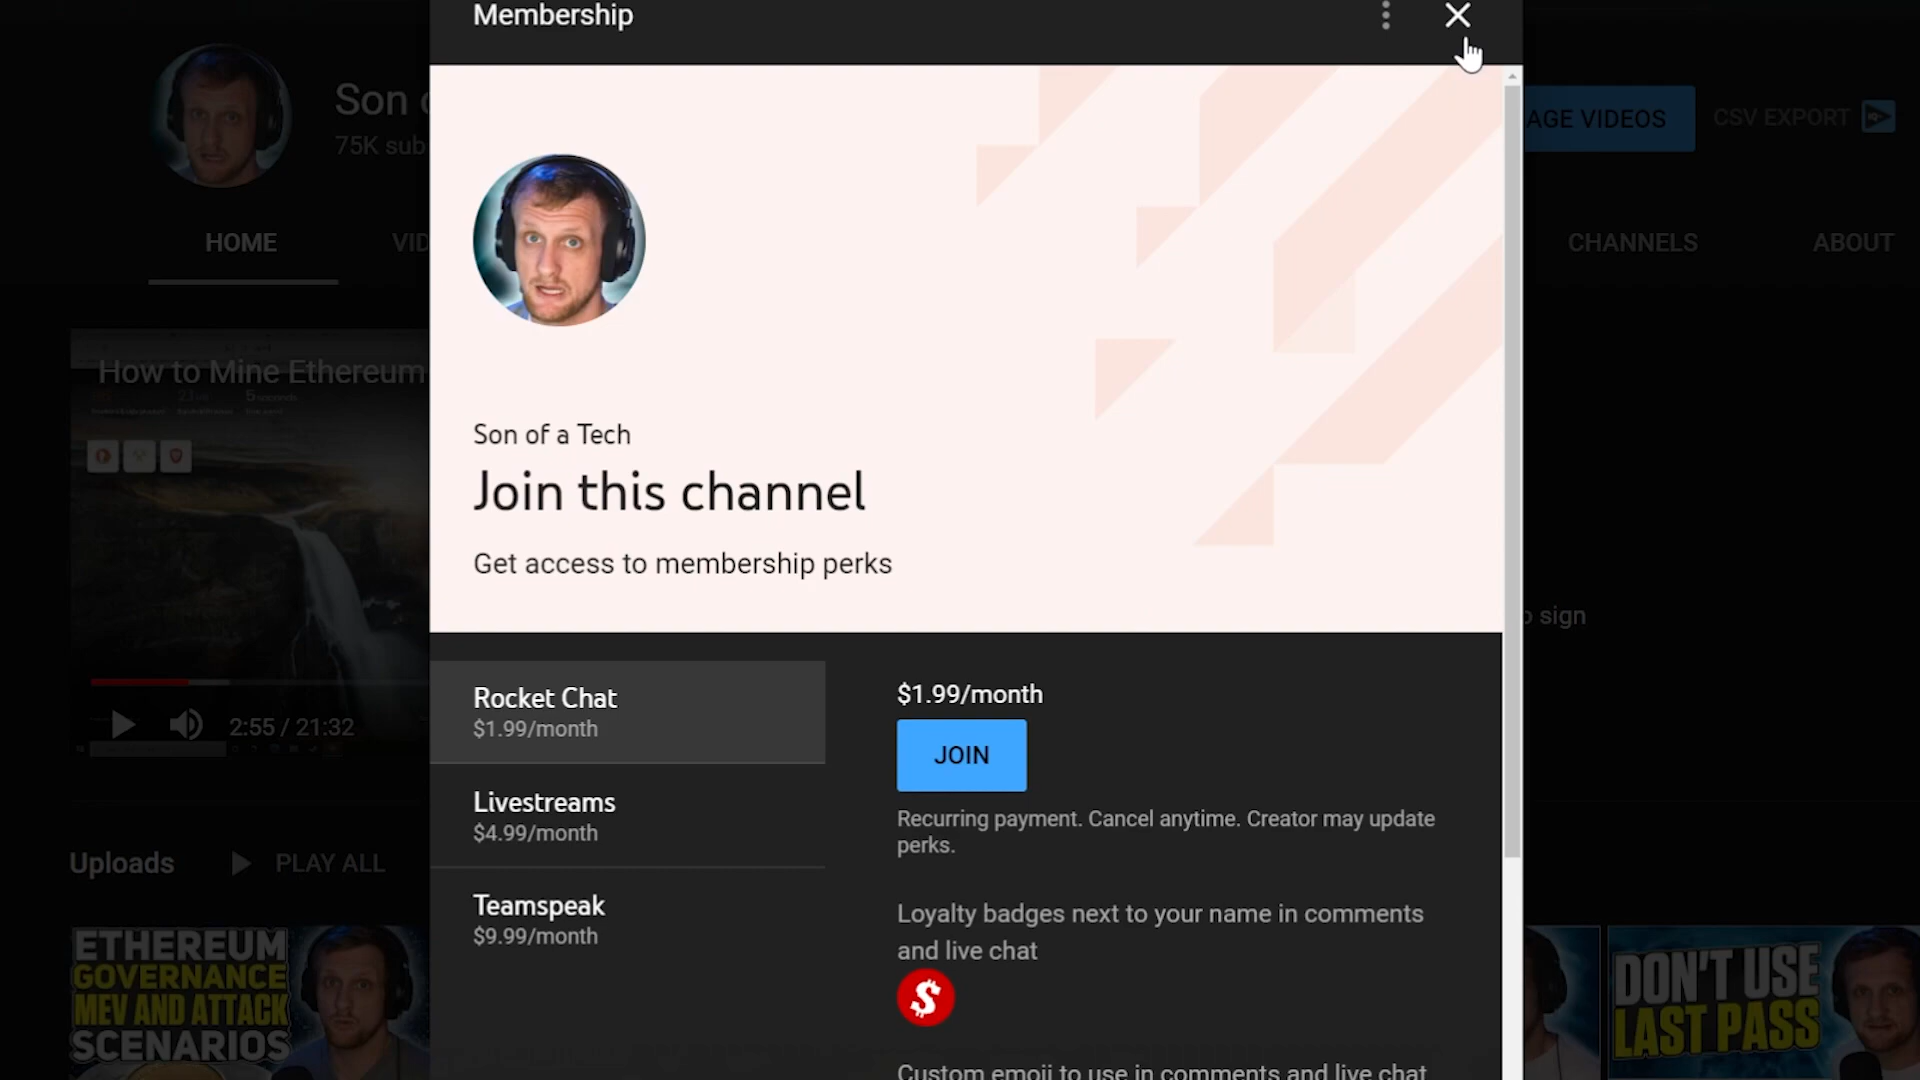 Membership
Son
75K sub
AGE VIDEOS
CSV EXPORT
HOME
VID
CHANNELS
ABOUT
How to Mine Ethereum
Son of a Tech
Join this channel
Get access to membership perks
sign
2:55 / 21:32
Rocket Chat
$1.99/month
Livestreams
$4.99/month
Teamspeak
$9.99/month
$1.99/month
JOIN
Recurring payment. Cancel anytime. Creator may update
perks.
Loyalty badges next to your name in comments
and live chat
$
Custom emoji to use in comments and live chat
Uploads
PLAY ALL
ETHEREUM
GOVERNANCE
MEV AND ATTACK
SCENARIOS
DON'T USE
LAST PASS